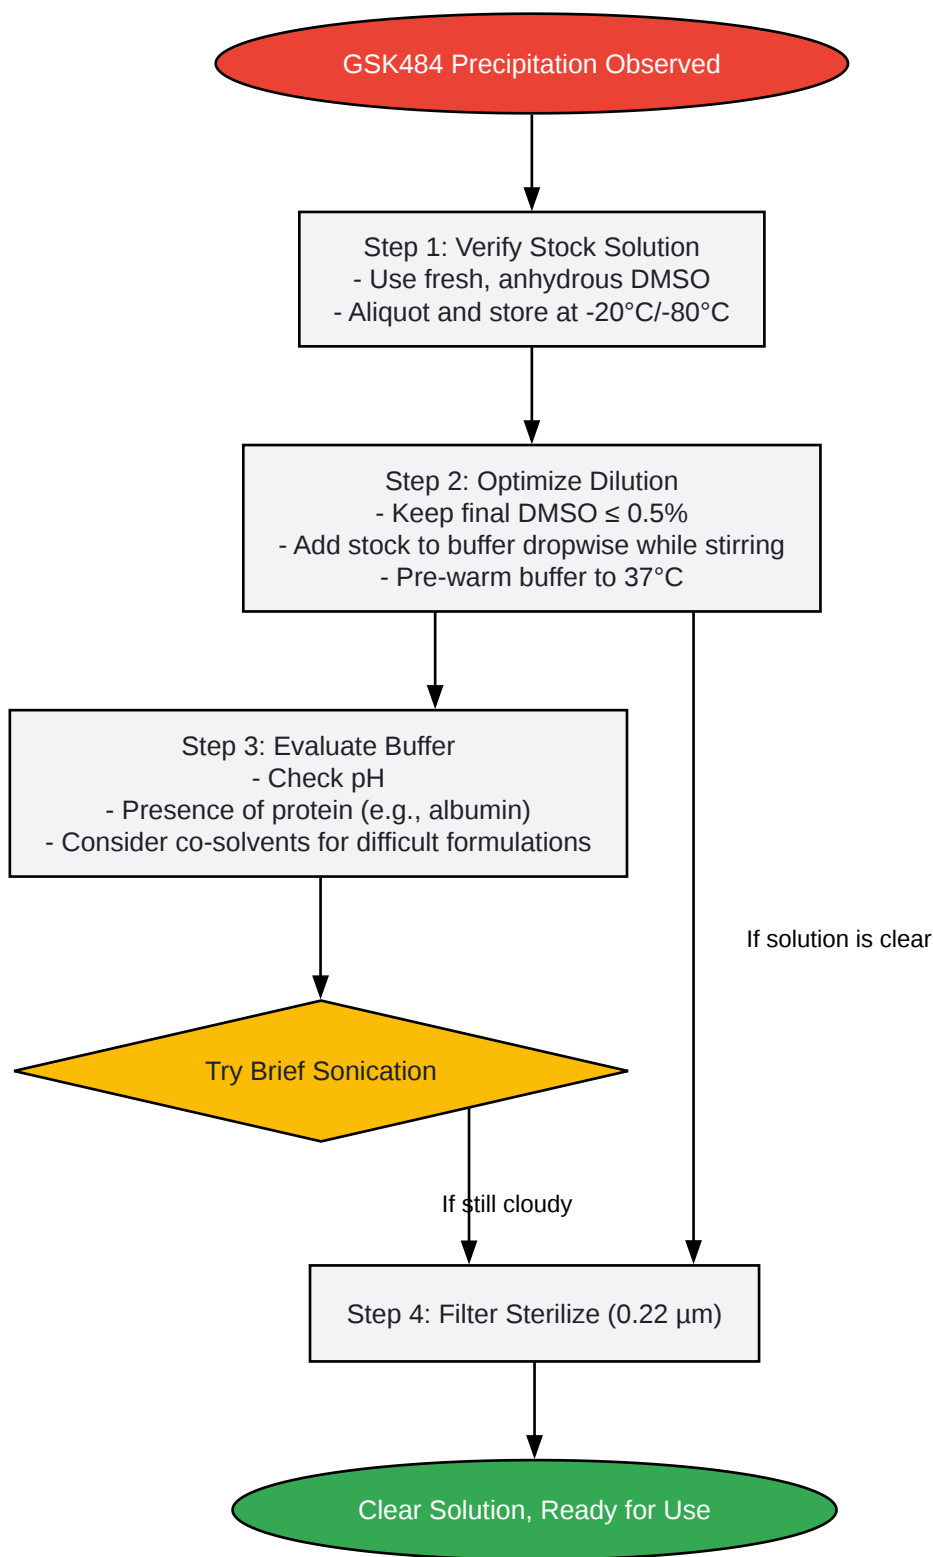 GSK484 Precipitation Observed
Step 1: Verify Stock Solution
- Use fresh, anhydrous DMSO
- Aliquot and store at -20°C/-80°C
Step 2: Optimize Dilution
- Keep final DMSO ≤ 0.5%
- Add stock to buffer dropwise while stirring
- Pre-warm buffer to 37°C
Step 3: Evaluate Buffer
- Check pH
- Presence of protein (e.g., albumin)
- Consider co-solvents for difficult formulations
If solution is clear
Try Brief Sonication
If still cloudy
Step 4: Filter Sterilize (0.22 µm)
Clear Solution, Ready for Use